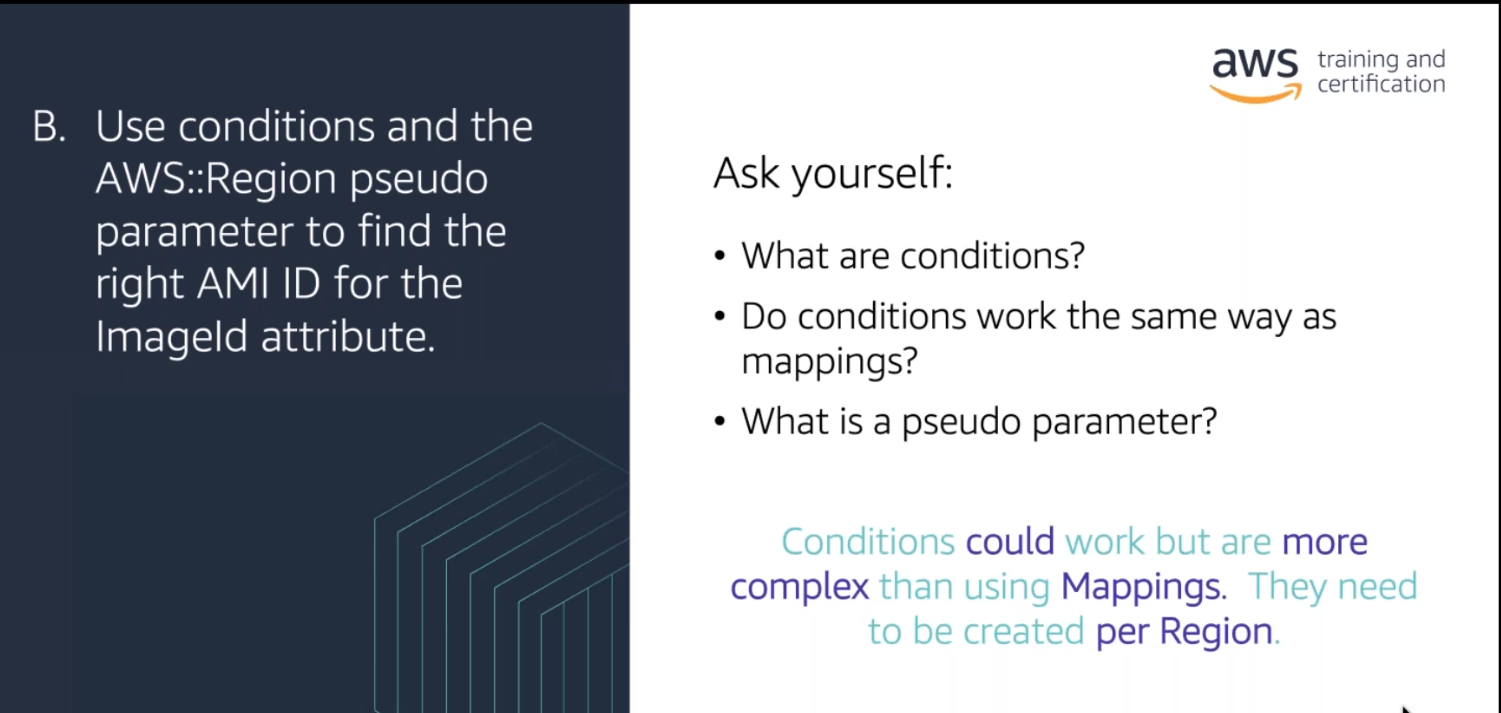 B. Use conditions and the
AWS::Region pseudo
parameter to find the
right AMI ID for the
ImageId attribute.
aws training and
certification
Ask yourself:
• What are conditions?
• Do conditions work the same way as
mappings?
• What is a pseudo parameter?
Conditions could work but are more
complex than using Mappings. They need
to be created per Region.